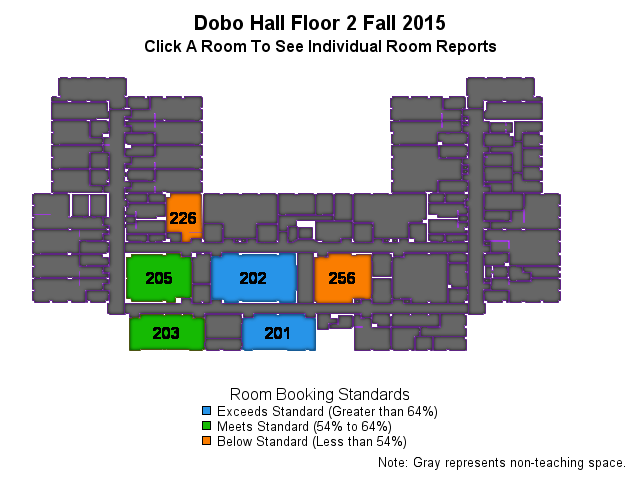 Dobo Hall Floor 2 Fall 2015
Click A Room To See Individual Room Reports
226
205
202
256
203
201
Room Booking Standards
Exceeds Standard (Greater than 64%)
Meets Standard (54% to 64%)
Below Standard (Less than 54%)
Note: Gray represents non-teaching space.